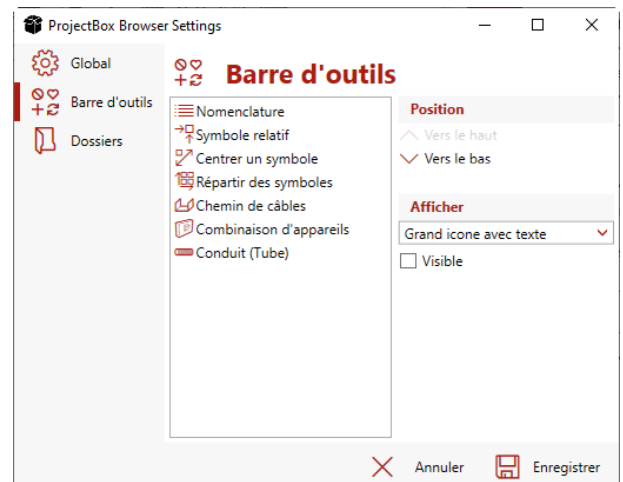 ProjectBox Browser Settings
Global
Barre d'outils
Dossiers
Barre d'outils
Nomenclature
Symbole relatif
Centrer un symbole
Répartir des symboles
Chemin de câbles
Combinaison d'appareils
Conduit (Tube)
Position
Vers le haut
Vers le bas
Afficher
Grand icone avec texte
Visible
Annuler
Enregistrer